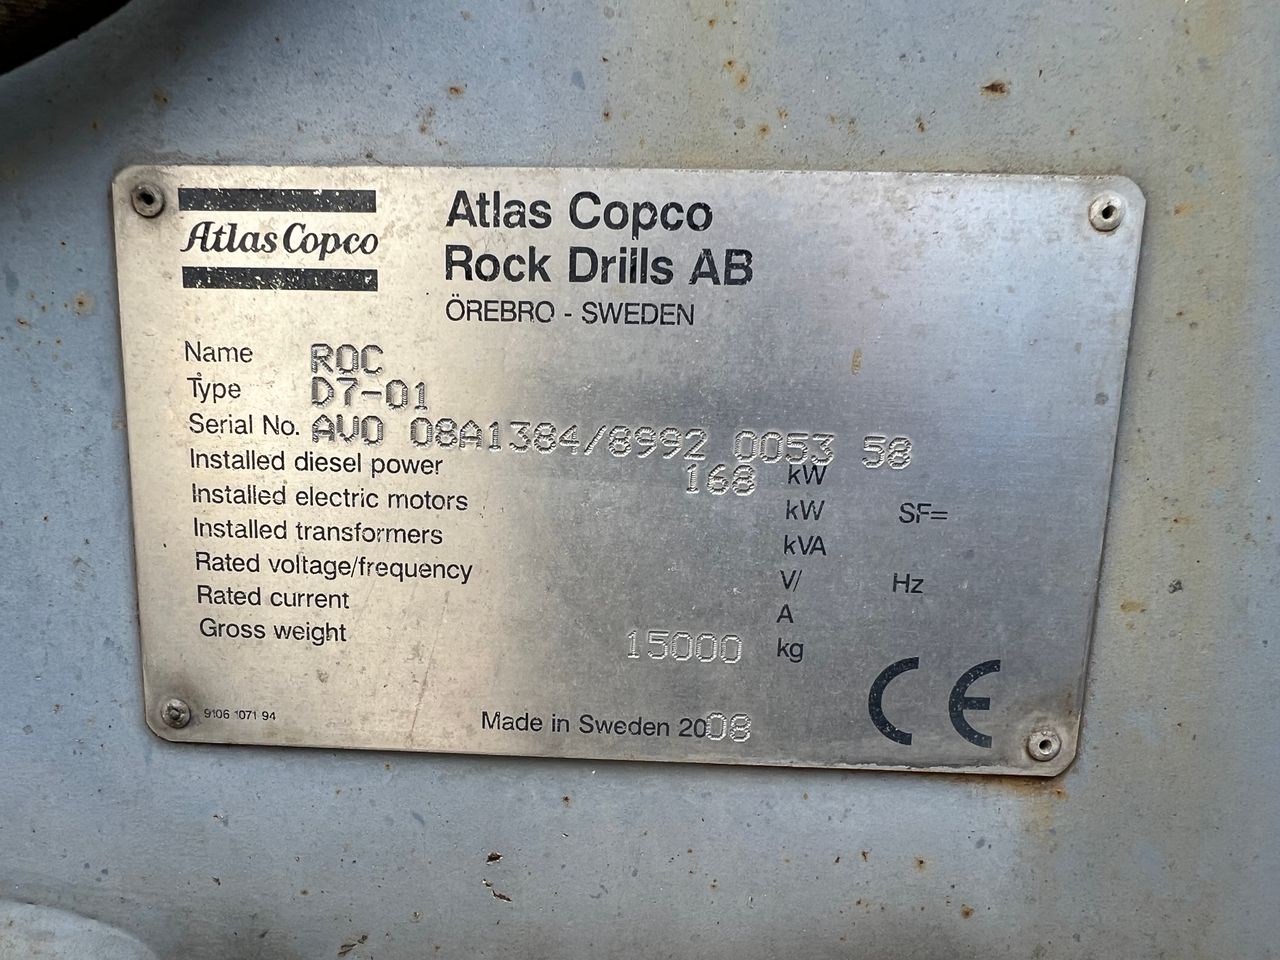 Atlas Copco
Atlas Copco
Rock Drills AB
ÖREBRO - SWEDEN
Name ROC
Type D7-01
Serial No. AVO 08A1384/8992 0053 58
Installed diesel power 168 kW
Installed electric motors kW SF=
Installed transformers kVA
Rated voltage/frequency V/ Hz
Rated current A
Gross weight 15000 kg
9106 1071 94
Made in Sweden 2008
CE